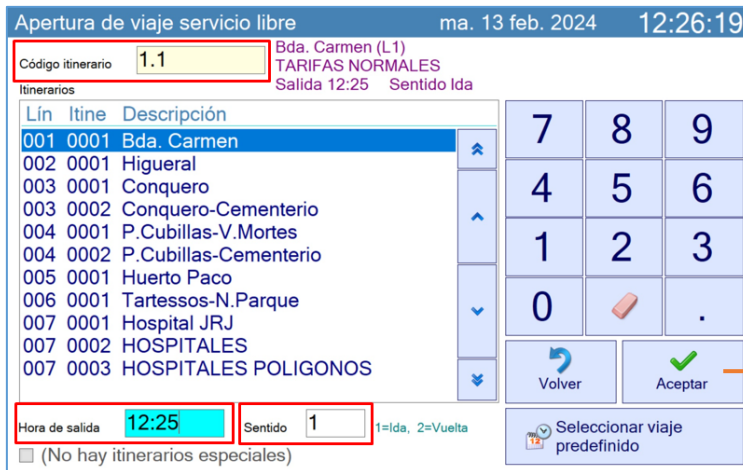 Apertura de viaje servicio libre ma. 13 feb. 2024 12:26:19
Código itinerario 1.1
Bda. Carmen (L1)
TARIFAS NORMALES
Salida 12:25 Sentido Ida
Itinerarios
Lín Itine Descripción
001 0001 Bda. Carmen
002 0001 Higueral
003 0001 Conquero
003 0002 Conquero-Cementerio
004 0001 P.Cubillas-V.Mortes
004 0002 P.Cubillas-Cementerio
005 0001 Huerto Paco
006 0001 Tartessos-N.Parque
007 0001 Hospital JRJ
007 0002 HOSPITALES
007 0003 HOSPITALES POLIGONOS
7 8 9
4 5 6
1 2 3
0 .
Volver Aceptar
Hora de salida 12:25 Sentido 1 1=Ida, 2=Vuelta
(No hay itinerarios especiales)
12
Seleccionar viaje
predefinido